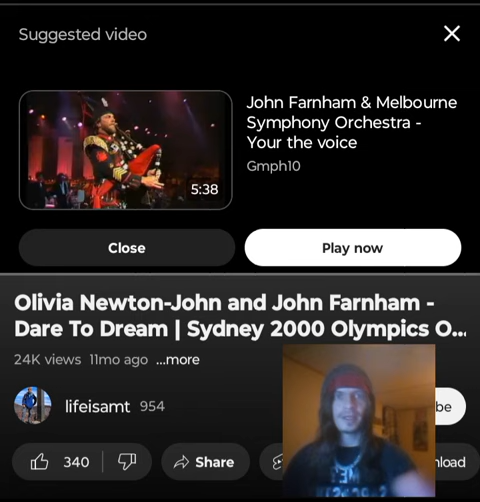 Suggested video
John Farnham & Melbourne
Symphony Orchestra -
Your the voice
Gmph10
5:38
Close
Play now
Olivia Newton-John and John Farnham -
Dare To Dream | Sydney 2000 Olympics O...
24K views 11mo ago ...more
lifeisamt 954
be
340
Share
nload